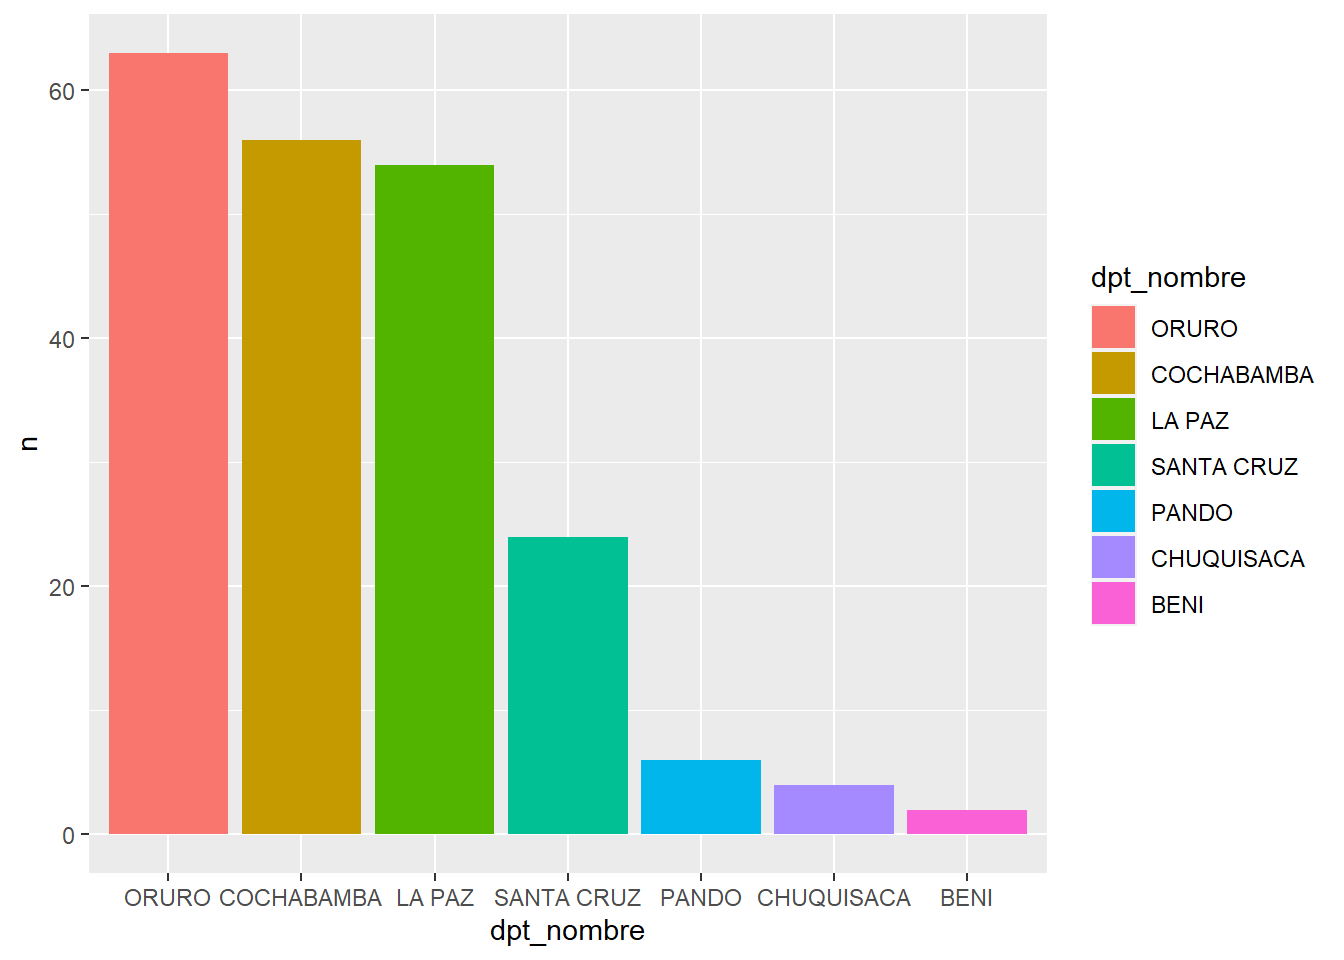 60
40
20
0
n
ORURO COCHABAMBA LA PAZ SANTA CRUZ PANDO CHUQUISACA BENI
dpt_nombre
dpt_nombre
ORURO
COCHABAMBA
LA PAZ
SANTA CRUZ
PANDO
CHUQUISACA
BENI